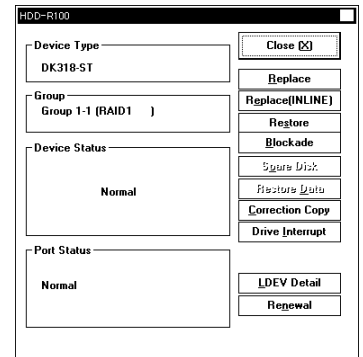 HDD-R100
Device Type
DK318-ST
Group
Group 1-1 (RAID1 )
Device Status
Normal
Port Status
Normal
Close (X)
Replace
Replace(INLINE)
Restore
Blockade
Spare Disk
Restore Data
Correction Copy
Drive Interrupt
LDEV Detail
Renewal